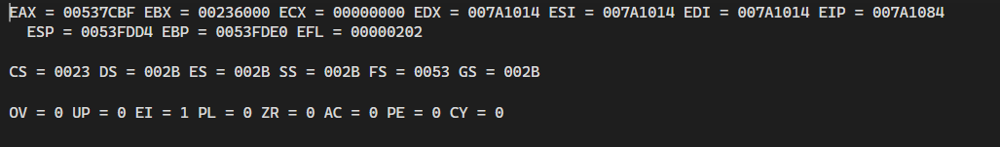 EAX = 00537CBF EBX = 00236000 ECX = 00000000 EDX = 007A1014 ESI = 007A1014 EDI = 007A1014 EIP = 007A1084
ESP = 0053FDD4 EBP = 0053FDE0 EFL = 00000202
CS = 0023 DS = 002B ES = 002B SS = 002B FS = 0053 GS = 002B
OV = 0 UP = 0 EI = 1 PL = 0 ZR = 0 AC = 0 PE = 0 CY = 0